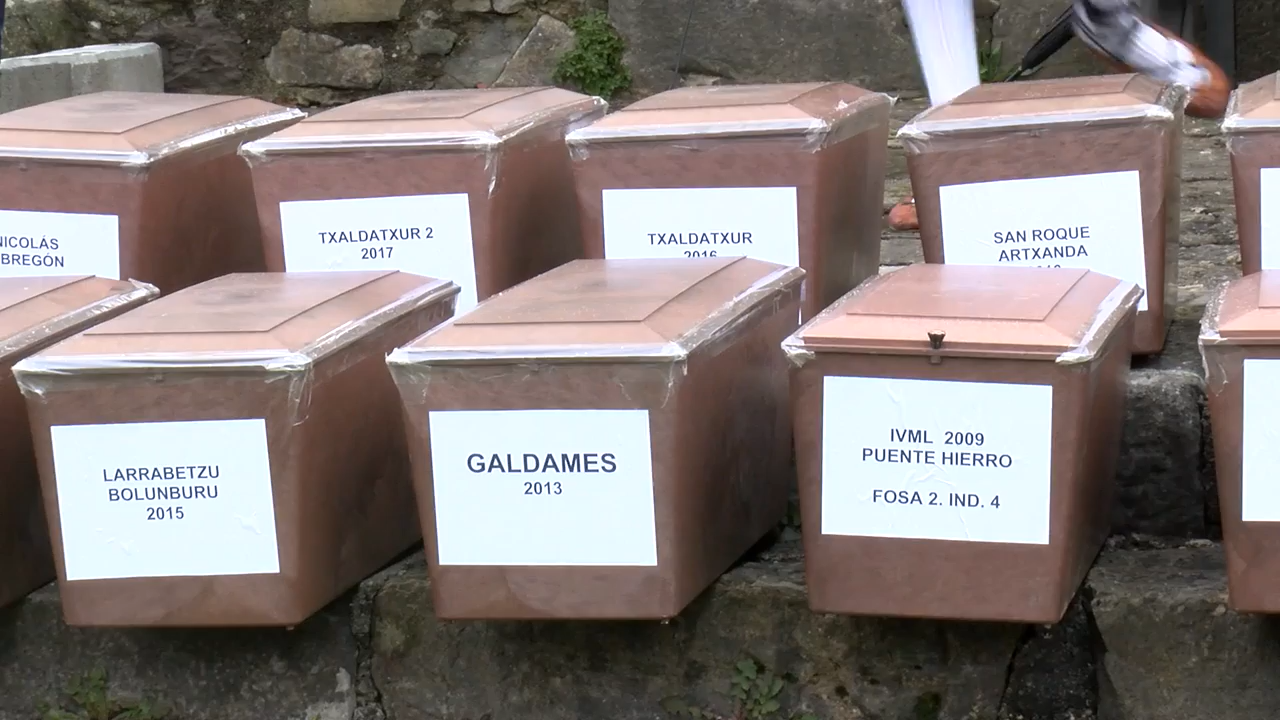 NICOLÁS
TXALDATXUR 2
2017
TXALDATXUR
2016
SAN ROQUE
ARTXANDA
LARRABETZU
BOLUNBURU
2015
GALDAMES
2013
IVML 2009
PUENTE HIERRO
FOSA 2. IND. 4